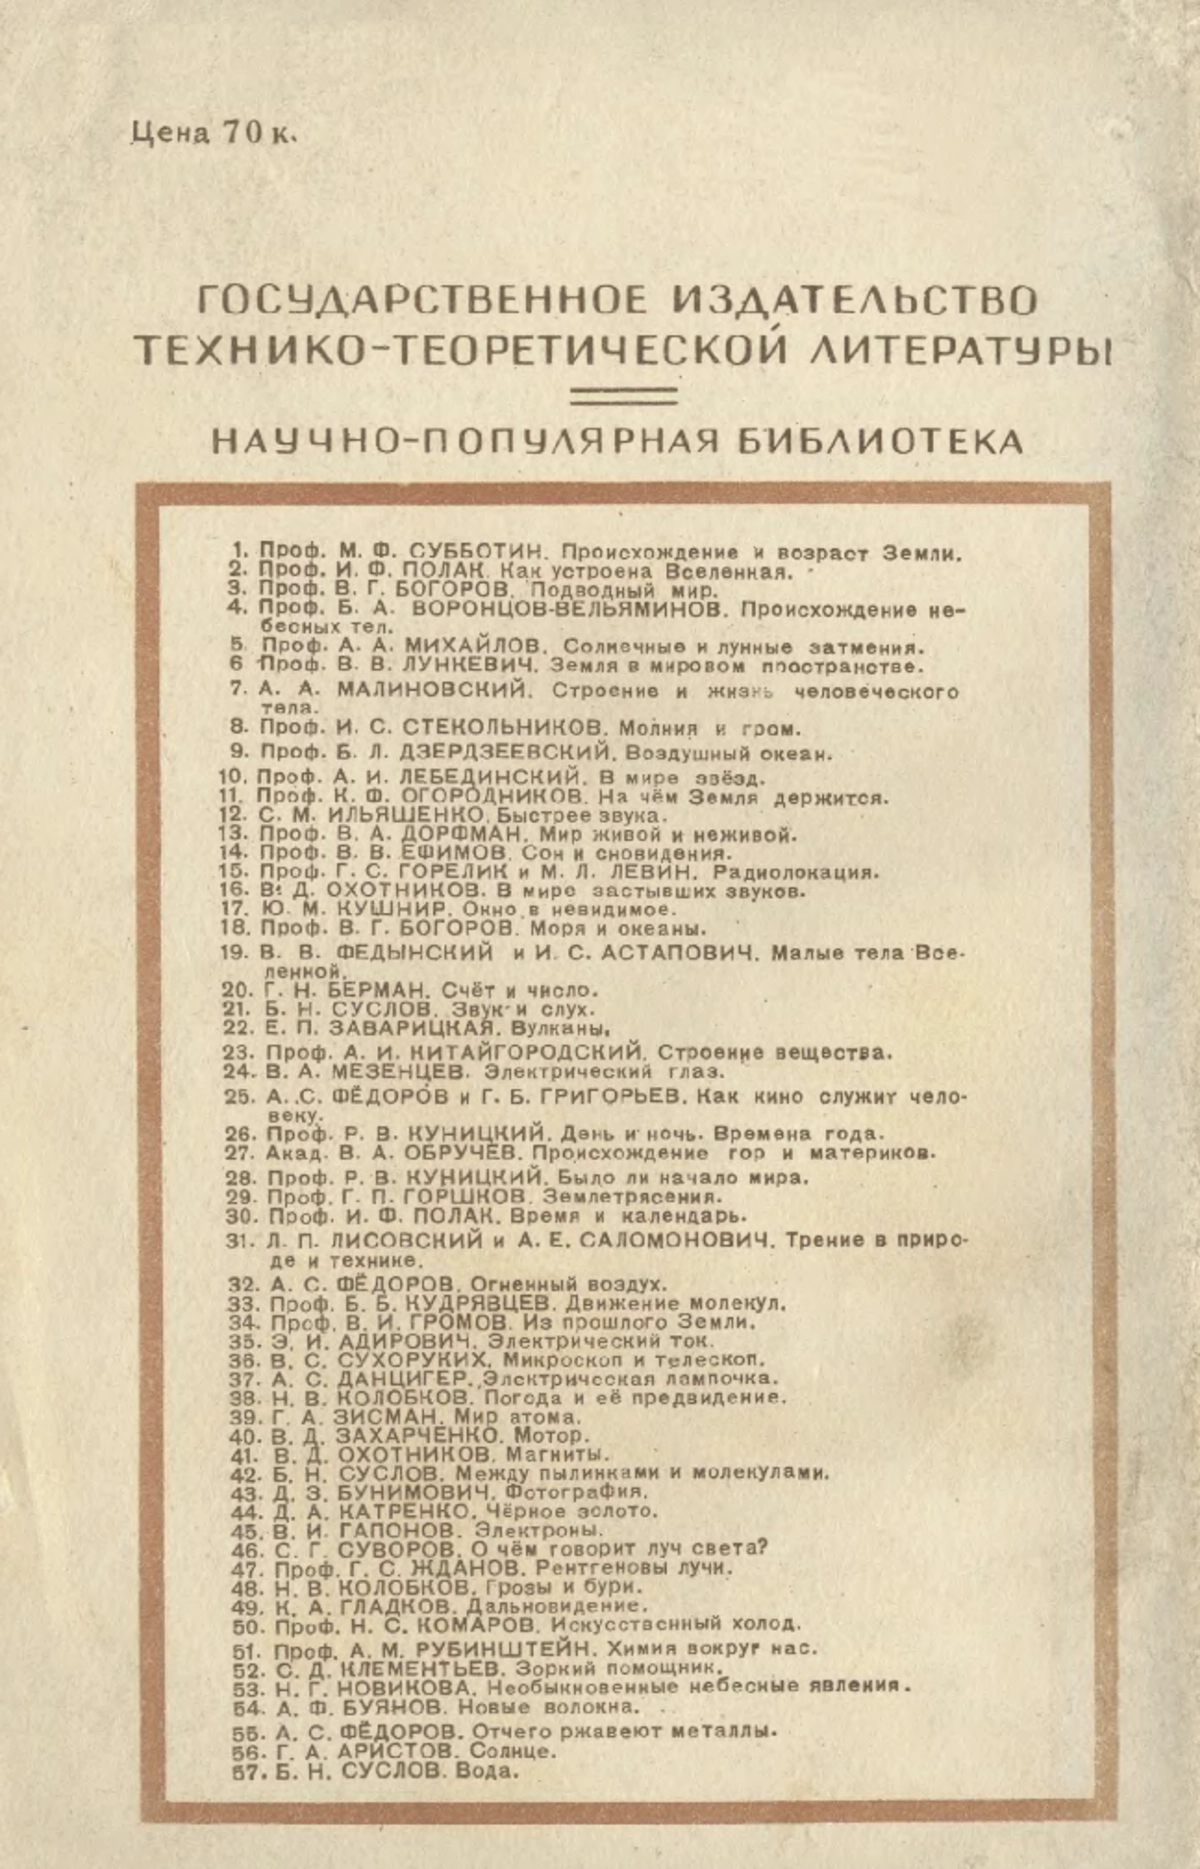 Цена 70 к.
ГОСУДАРСТВЕННОЕ ИЗДАТЕЛЬСТВО
ТЕХНИКО-ТЕОРЕТИЧЕСКОЙ ЛИТЕРАТУРЫ
НАУЧНО-ПОПУЛЯРНАЯ БИБЛИОТЕКА
1. Проф. М. Ф. СУББОТИН. Происхождение и возраст Земли.
2. Проф. И. Ф. ПОЛАК. Как устроена Вселенная.
3. Проф. В. Г. БОГОРОВ. Подводный мир.
4. Проф. Б. А. ВОРОНЦОВ-ВЕЛЬЯМИНОВ. Происхождение не-
бесных тел.
5. Проф. А. А. МИХАЙЛОВ. Солнечные и лунные затмения.
6 Проф. В. В. ЛУНКЕВИЧ. Земля в мировом пространстве.
7. А. А. МАЛИНОВСКИЙ. Строение и жизнь человеческого
тела.
8. Проф. И. С. СТЕКОЛЬНИКОВ. Молния и гром.
9. Проф. Б. Л. ДЗЕРДЗЕЕВСКИЙ. Воздушный океан.
10. Проф. А. И. ЛЕБЕДИНСКИЙ. В мире звёзд.
11. Проф. К. Ф. ОГОРОДНИКОВ. На чём Земля держится.
12. С. М. ИЛЬЯШЕНКО. Быстрее звука.
13. Проф. В. А. ДОРФМАН. Мир живой и неживой.
14. Проф. В. В. ЕФИМОВ. Сон и сновидения.
15. Проф. Г. С. ГОРЕЛИК и М. Л. ЛЕВИН. Радиолокация.
16. В. Д. ОХОТНИКОВ. В мире застывших звуков.
17. Ю. М. КУШНИР. Окно в невидимое.
18. Проф. В. Г. БОГОРОВ. Моря и океаны.
19. В. В. ФЕДЫНСКИЙ и И. С. АСТАПОВИЧ. Малые тела Все-
ленной.
20. Г. Н. БЕРМАН. Счёт и число.
21. Б. Н. СУСЛОВ. Звук и слух.
22. Е. П. ЗАВАРИЦКАЯ. Вулканы.
23. Проф. А. И. КИТАЙГОРОДСКИЙ. Строение вещества.
24. В. А. МЕЗЕНЦЕВ. Электрический глаз.
25. А. С. ФЁДОРОВ и Г. Б. ГРИГОРЬЕВ. Как кино служит чело-
веку.
26. Проф. Р. В. КУНИЦКИЙ. День и ночь. Времена года.
27. Акад. В. А. ОБРУЧЕВ. Происхождение гор и материков.
28. Проф. Р. В. КУНИЦКИЙ. Было ли начало мира.
29. Проф. Г. П. ГОРШКОВ. Землетрясения.
30. Проф. И. Ф. ПОЛАК. Время и календарь.
31. Л. П. ЛИСОВСКИЙ и А. Е. САЛОМОНОВИЧ. Трение в приро-
де и технике.
32. А. С. ФЁДОРОВ. Огненный воздух.
33. Проф. Б. Б. КУДРЯВЦЕВ. Движение молекул.
34. Проф. В. И. ГРОМОВ. Из прошлого Земли.
35. Э. И. АДИРОВИЧ. Электрический ток.
36. В. С. СУХОРУКИХ. Микроскоп и телескоп.
37. А. С. ДАНЦИГЕР. Электрическая лампочка.
38. Н. В. КОЛОБКОВ. Погода и её предвидение.
39. Г. А. ЗИСМАН. Мир атома.
40. В. Д. ЗАХАРЧЕНКО. Мотор.
41. В. Д. ОХОТНИКОВ. Магниты.
42. Б. Н. СУСЛОВ. Между пылинками и молекулами.
43. Д. З. БУНИМОВИЧ. Фотография.
44. Д. А. КАТРЕНКО. Чёрное золото.
45. В. И. ГАПОНОВ. Электроны.
46. С. Г. СУВОРОВ. О чём говорит луч света?
47. Проф. Г. С. ЖДАНОВ. Рентгеновы лучи.
48. Н. В. КОЛОБКОВ. Грозы и бури.
49. К. А. ГЛАДКОВ. Дальновидение.
50. Проф. Н. С. КОМАРОВ. Искусственный холод.
51. Проф. А. М. РУБИНШТЕЙН. Химия вокруг нас.
52. С. Д. КЛЕМЕНТЬЕВ. Зоркий помощник.
53. Н. Г. НОВИКОВА. Необыкновенные небесные явления.
54. А. Ф. БУЯНОВ. Новые волокна.
55. А. С. ФЁДОРОВ. Отчего ржавеют металлы.
56. Г. А. АРИСТОВ. Солнце.
57. Б. Н. СУСЛОВ. Вода.